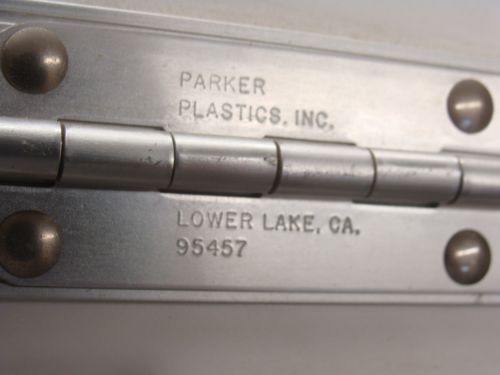 PARKER
PLASTICS, INC.
LOWER LAKE, CA.
95457